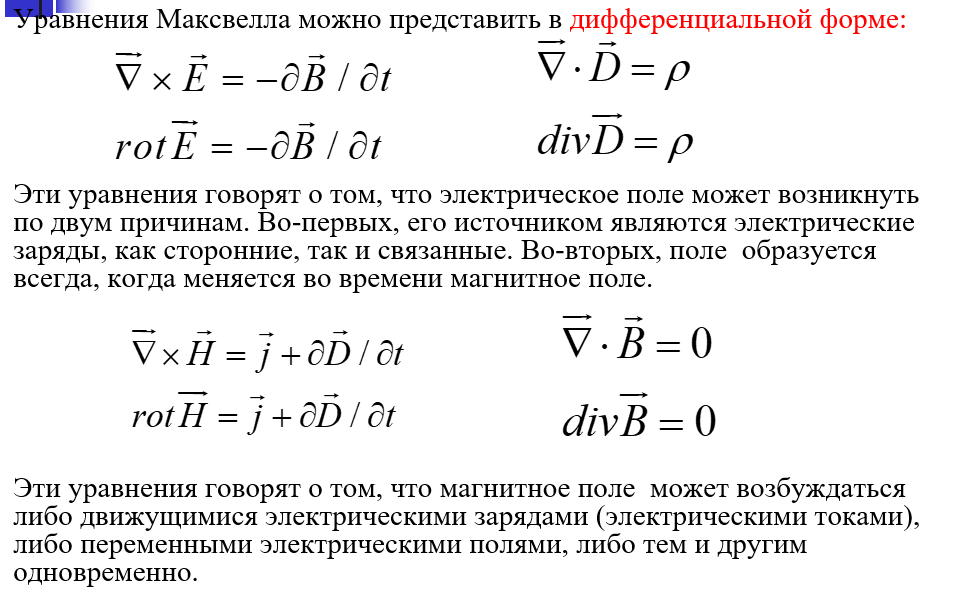 Уравнения Максвелла можно представить в дифференциальной форме:
∇⃗ × E⃗ = −∂B⃗ / ∂t
∇⃗ · D⃗ = ρ
rot E⃗ = −∂B⃗ / ∂t
div D⃗ = ρ
Эти уравнения говорят о том, что электрическое поле может возникнуть
по двум причинам. Во-первых, его источником являются электрические
заряды, как сторонние, так и связанные. Во-вторых, поле  образуется
всегда, когда меняется во времени магнитное поле.
∇⃗ × H⃗ = j⃗ + ∂D⃗ / ∂t
∇⃗ · B⃗ = 0
rot H⃗ = j⃗ + ∂D⃗ / ∂t
div B⃗ = 0
Эти уравнения говорят о том, что магнитное поле  может возбуждаться
либо движущимися электрическими зарядами (электрическими токами),
либо переменными электрическими полями, либо тем и другим
одновременно.